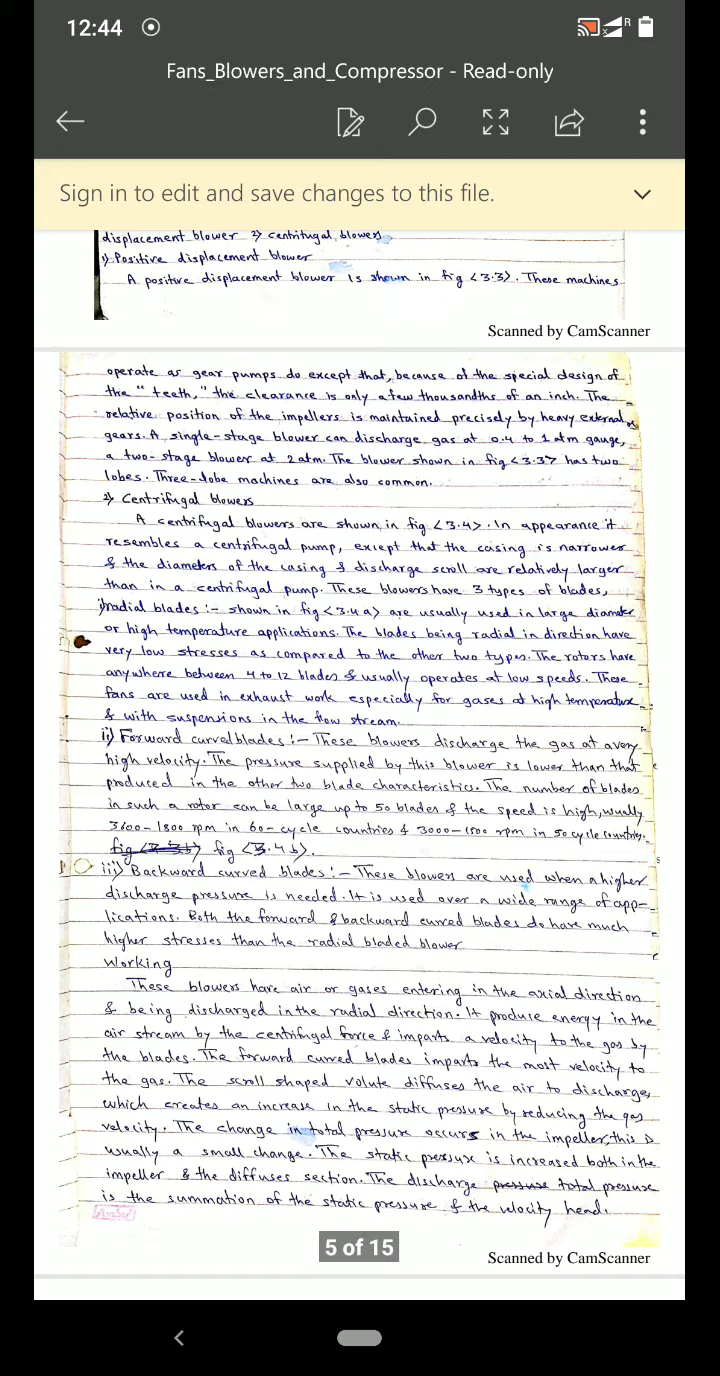 12:44
R
x
Fans_Blowers_and_Compressor - Read-only
Sign in to edit and save changes to this file.
displacement blower 2) centrifugal blowers
1) Positive displacement blower
A positive displacement blower is shown in fig <3.3>. These machines
Scanned by CamScanner
operate as gear pumps do except that, because of the special design of
the "teeth," the clearance is only a few thousandths of an inch. The
relative position of the impellers is maintained precisely by heavy external
gears. A single-stage blower can discharge gas at 0.4 to 1 atm gauge,
a two-stage blower at 2 atm. The blower shown in fig <3.3> has two
lobes. Three-lobe machines are also common.
2) Centrifugal blowers
A centrifugal blowers are shown in fig <3.4>. In appearance it
resembles a centrifugal pump, except that the casing is narrower
& the diameters of the casing & discharge scroll are relatively larger
than in a centrifugal pump. These blowers have 3 types of blades,
i) radial blades :- shown in fig <3.4a> are usually used in large diameter
or high temperature applications. The blades being radial in direction have
very low stresses as compared to the other two types. The rotors have
anywhere between 4 to 12 blades & usually operates at low speeds. These
fans are used in exhaust work especially for gases at high temperature
& with suspensions in the flow stream.
ii) Forward curved blades :- These blowers discharge the gas at a very
high velocity. The pressure supplied by this blower is lower than that
produced in the other two blade characteristics. The number of blades
in such a rotor can be large up to 50 blades & the speed is high, usually
3600-1800 rpm in 60-cycle countries & 3000-1500 rpm in 50 cycle countries.
fig <3.4b>.
iii) Backward curved blades :- These blowers are used when a higher
discharge pressure is needed. It is used over a wide range of app-
lications. Both the forward & backward curved blades do have much
higher stresses than the radial bladed blower
Working
These blowers have air or gases entering in the axial direction
& being discharged in the radial direction. It produce energy in the
air stream by the centrifugal force & imparts a velocity to the gas by
the blades. The forward curved blades imparts the most velocity to
the gas. The scroll shaped volute diffuses the air to discharge,
which creates an increase in the static pressure by reducing the gas
velocity. The change in total pressure occurs in the impeller, this is
usually a small change. The static pressure is increased both in the
impeller & the diffuses section. The discharge pressure total pressure
is the summation of the static pressure & the velocity head.
5 of 15
Scanned by CamScanner